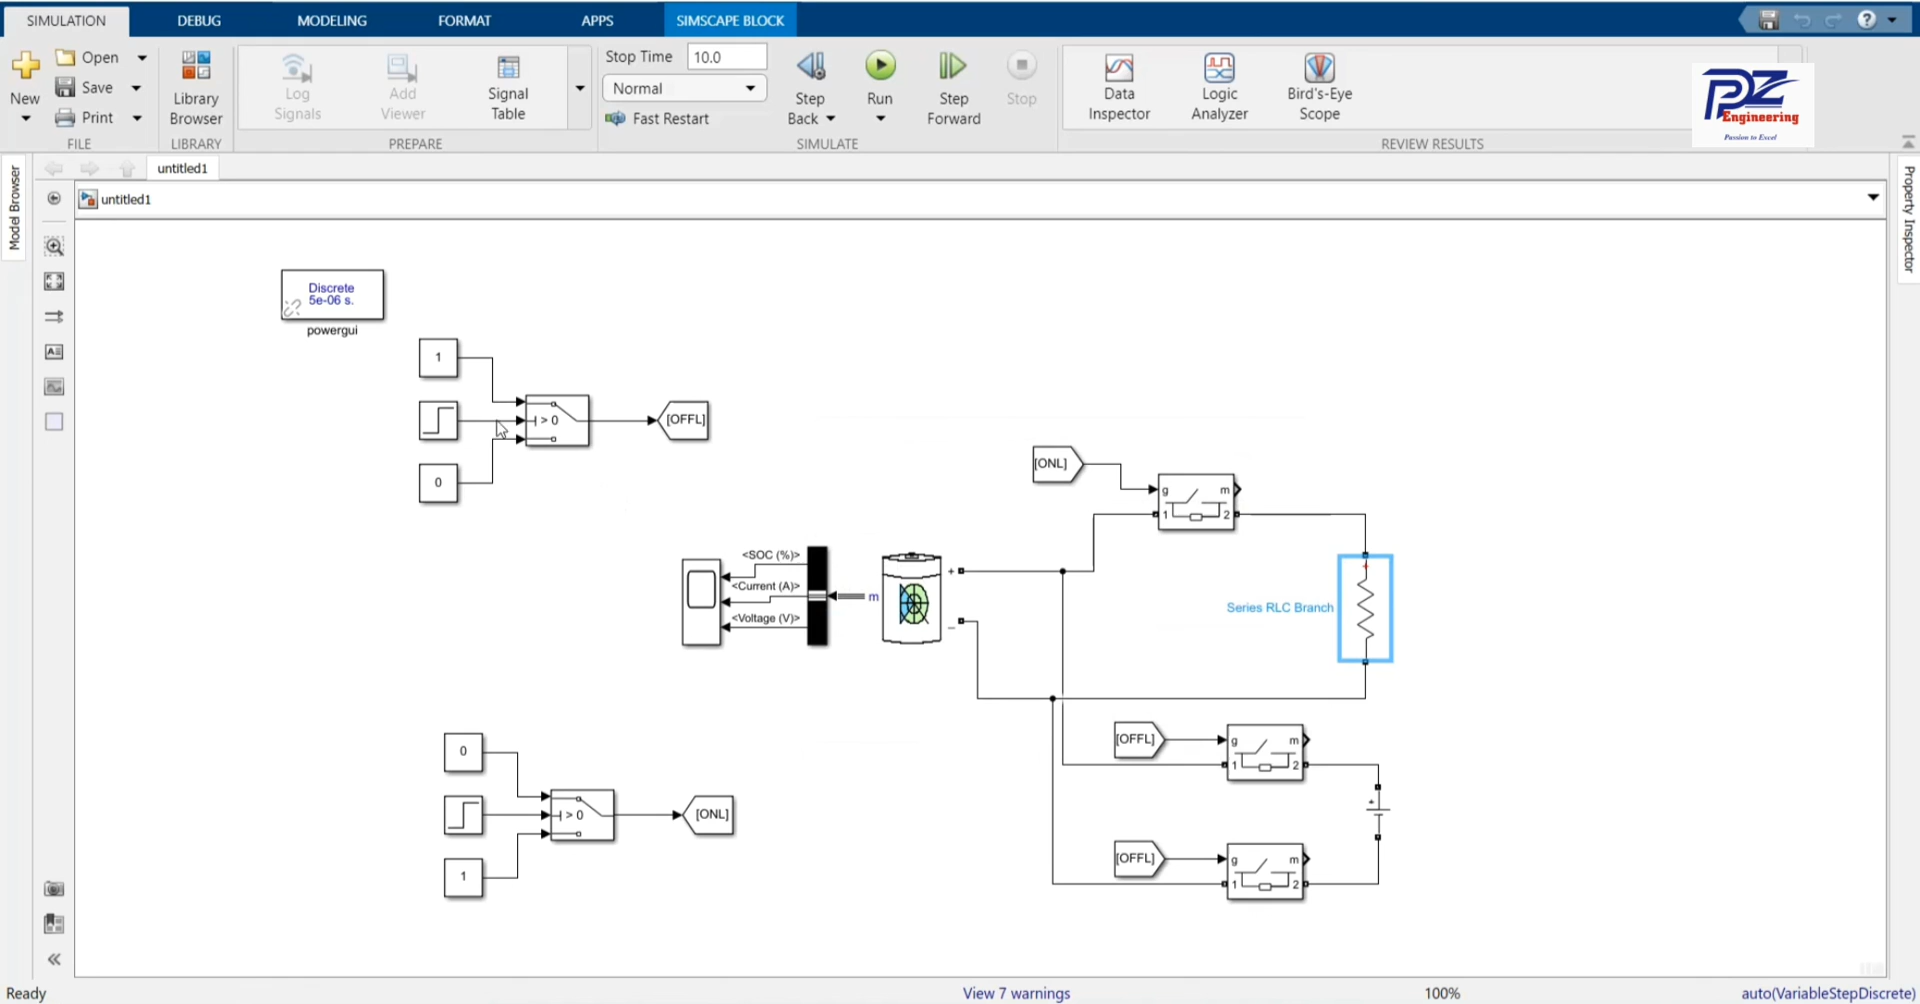 SIMULATION DEBUG MODELING FORMAT APPS SIMSCAPE BLOCK
New
Open
Save
Print
FILE
Library
Browser
LIBRARY
Log
Signals
Add
Viewer
Signal
Table
PREPARE
Stop Time 10.0
Normal
Fast Restart
Step
Back
Run
Step
Forward
Stop
SIMULATE
Data
Inspector
Logic
Analyzer
Bird's-Eye
Scope
REVIEW RESULTS
PZ
Engineering
Passion to Excel
Model Browser
untitled1
untitled1
Property Inspector
Discrete
5e-06 s.
powergui
1
> 0
[OFFL]
0
[ONL]
g m
1 2
<SOC (%)>
<Current (A)>
<Voltage (V)>
m
+
–
Series RLC Branch
+
[OFFL]
g m
1 2
+
[OFFL]
g m
1 2
0
> 0
[ONL]
1
Ready
View 7 warnings
100%
auto(VariableStepDiscrete)